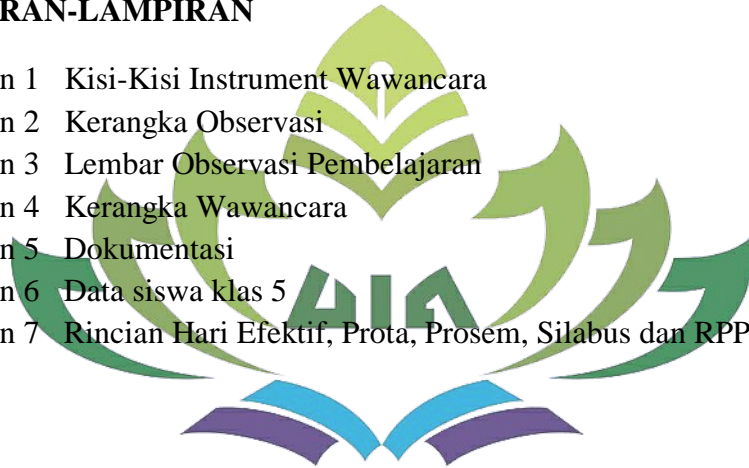 RAN-LAMPIRAN
n 1 Kisi-Kisi Instrument Wawancara
n 2 Kerangka Observasi
n 3 Lembar Observasi Pembelajaran
n 4 Kerangka Wawancara
n 5 Dokumentasi
n 6 Data siswa klas 5
UIN
n 7 Rincian Hari Efektif, Prota, Prosem, Silabus dan RPP